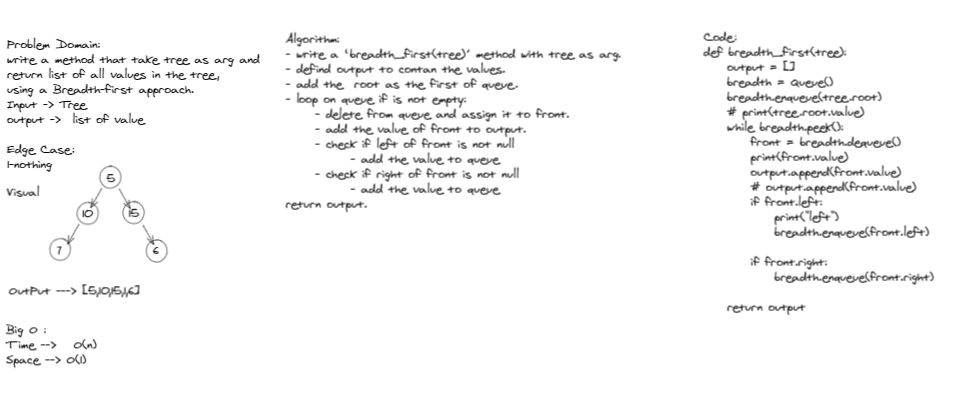 Problem Domain:
write a method that take tree as arg and
return list of all values in the tree,
using a Breadth-first approach.
Input -> Tree
output -> list of value
Edge Case:
1-nothing
Visual
5
10
15
7
6
OutPut ---> [5,10,15,
Big O :
Time --> O(n)
Space --> O(1)
Algorithm:
- write a 'breadth_first(tree)' method with tree as arg.
- defind output to contan the values.
- add the root as the first of queue.
- loop on queue if is not empty:
- delete from queue and assign it to front.
- add the value of front to output.
- check if left of front is not null
- add the value to queue
- check if right of front is not null
- add the value to queue
return output.
Code:
def breadth_first(tree):
output = []
breadth = Queue()
breadth.enqueue(tree.root)
# print(tree.root.value)
while breadth.peek():
front = breadth.dequeue()
print(front.value)
output.append(front.value)
# output.append(front.value)
if front.left:
print("left")
breadth.enqueue(front.left)
if front.right:
breadth.enqueue(front.right)
return output